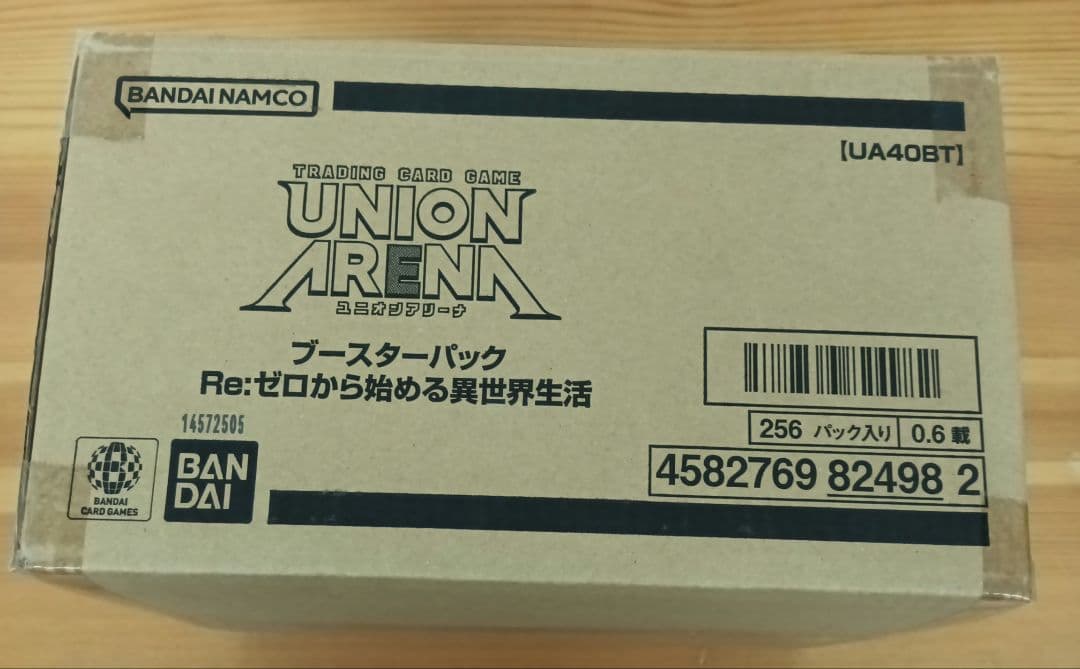 BANDAI NAMCO
【UA40BT】
TRADING CARD GAME
UNION
ARENA
ユニオンアリーナ
ブースターパック
Re:ゼロから始める異世界生活
14572505
256 パック入り 0.6 載
4582769 82498 2
BANDAI
CARD GAMES
BAN
DAI